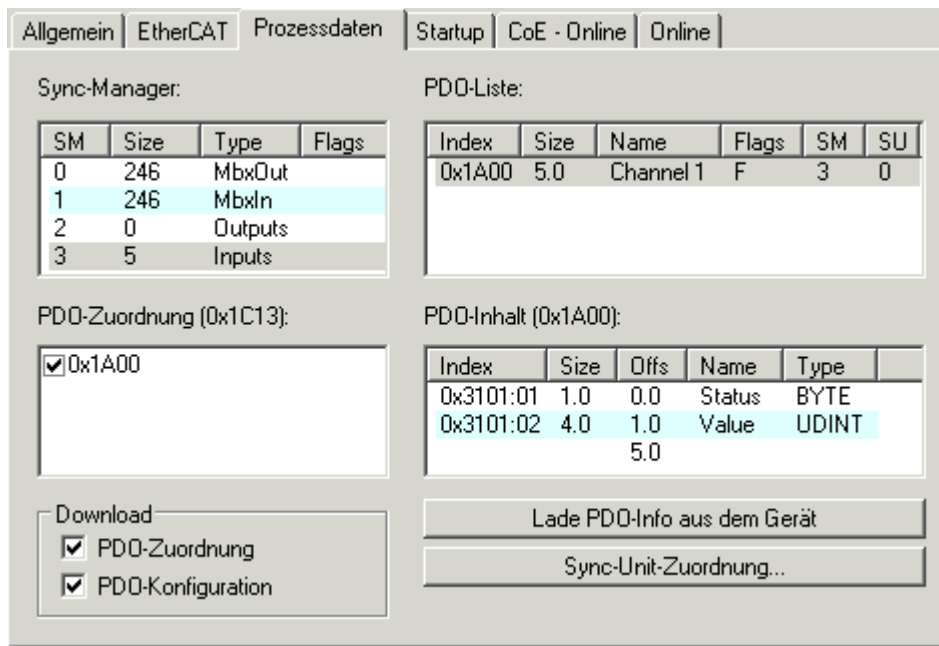 Allgemein EtherCAT Prozessdaten Startup CoE - Online Online
Sync-Manager:
SM Size Type Flags
0 246 MbxOut
1 246 MbxIn
2 0 Outputs
3 5 Inputs
PDO-Liste:
Index Size Name Flags SM SU
0x1A00 5.0 Channel 1 F 3 0
PDO-Zuordnung (0x1C13):
0x1A00
PDO-Inhalt (0x1A00):
Index Size Offs Name Type
0x3101:01 1.0 0.0 Status BYTE
0x3101:02 4.0 1.0 Value UDINT
5.0
Download
PDO-Zuordnung
PDO-Konfiguration
Lade PDO-Info aus dem Gerät
Sync-Unit-Zuordnung...